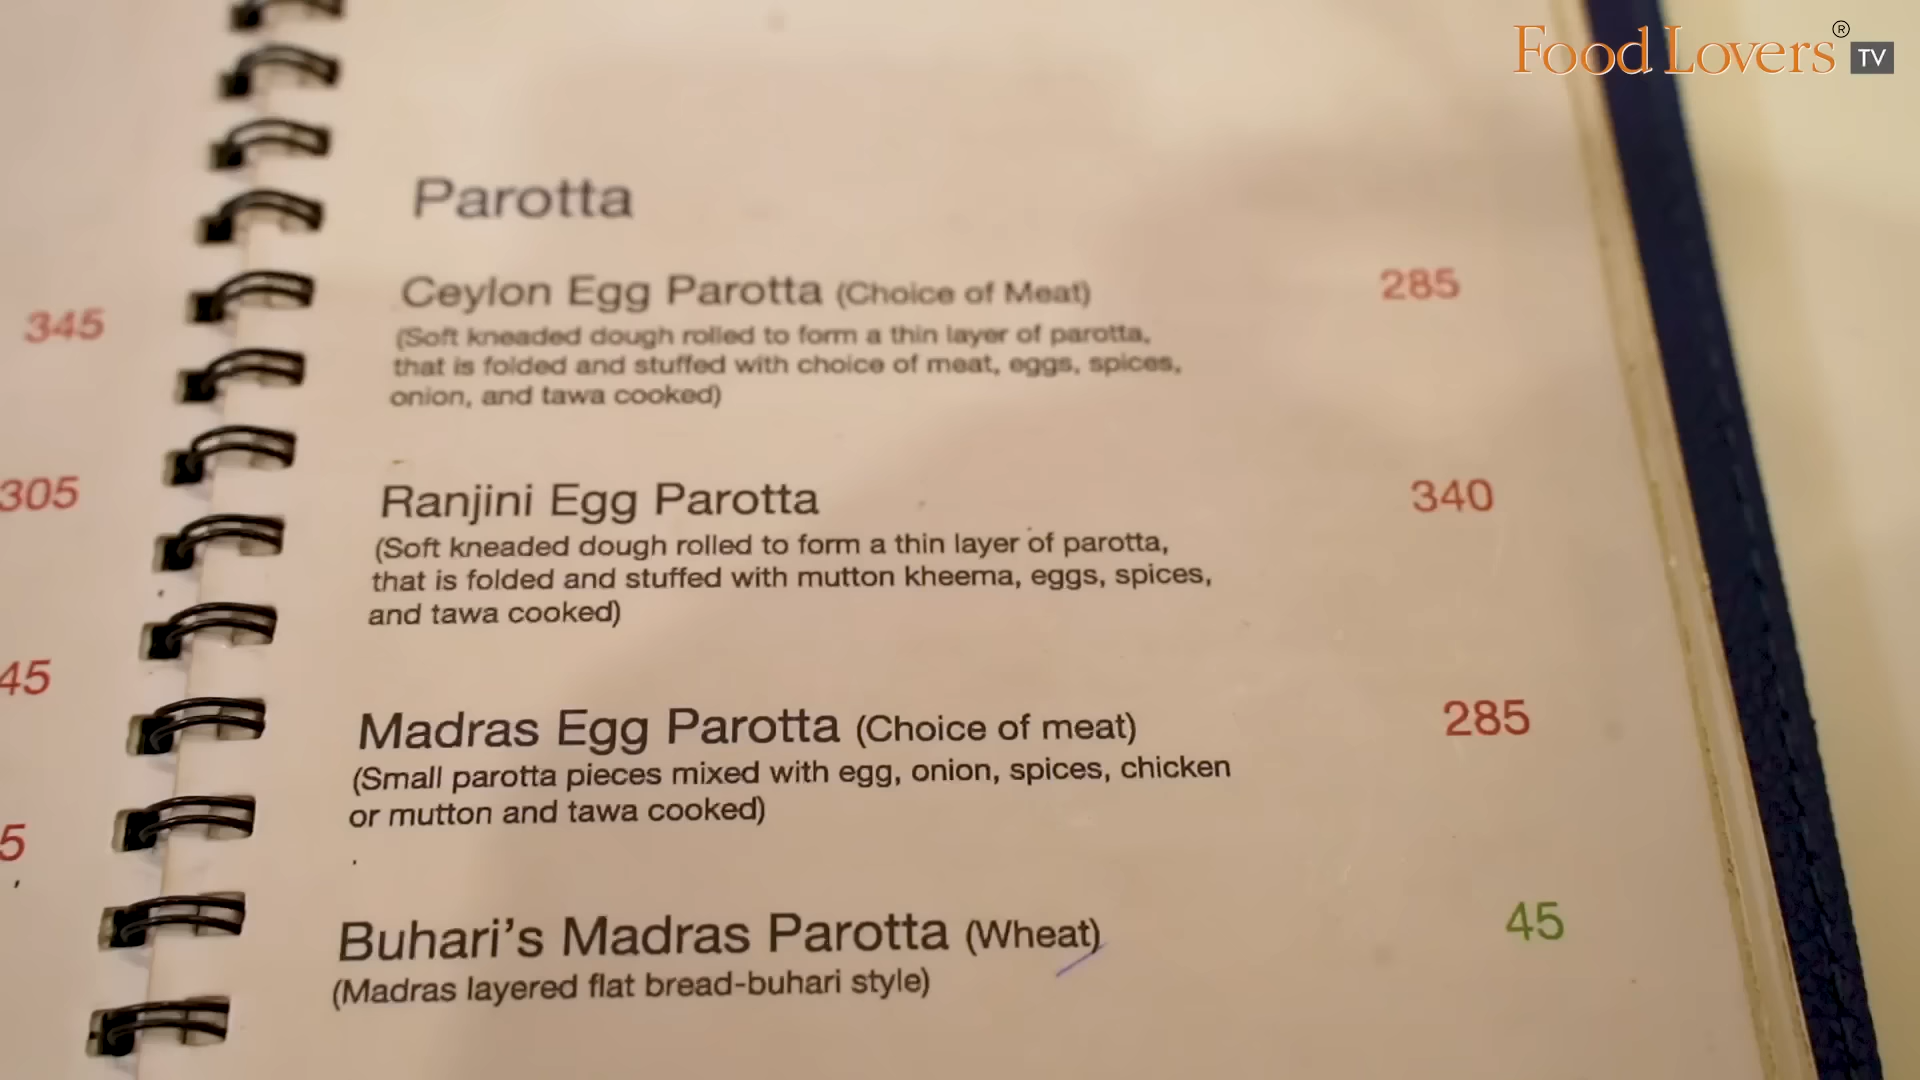 Food Lovers® TV
345
305
45
5
Parotta
Ceylon Egg Parotta (Choice of Meat) 285
(Soft kneaded dough rolled to form a thin layer of parotta,
that is folded and stuffed with choice of meat, eggs, spices,
onion, and tawa cooked)
Ranjini Egg Parotta 340
(Soft kneaded dough rolled to form a thin layer of parotta,
that is folded and stuffed with mutton kheema, eggs, spices,
and tawa cooked)
Madras Egg Parotta (Choice of meat) 285
(Small parotta pieces mixed with egg, onion, spices, chicken
or mutton and tawa cooked)
Buhari's Madras Parotta (Wheat) 45
(Madras layered flat bread-buhari style)